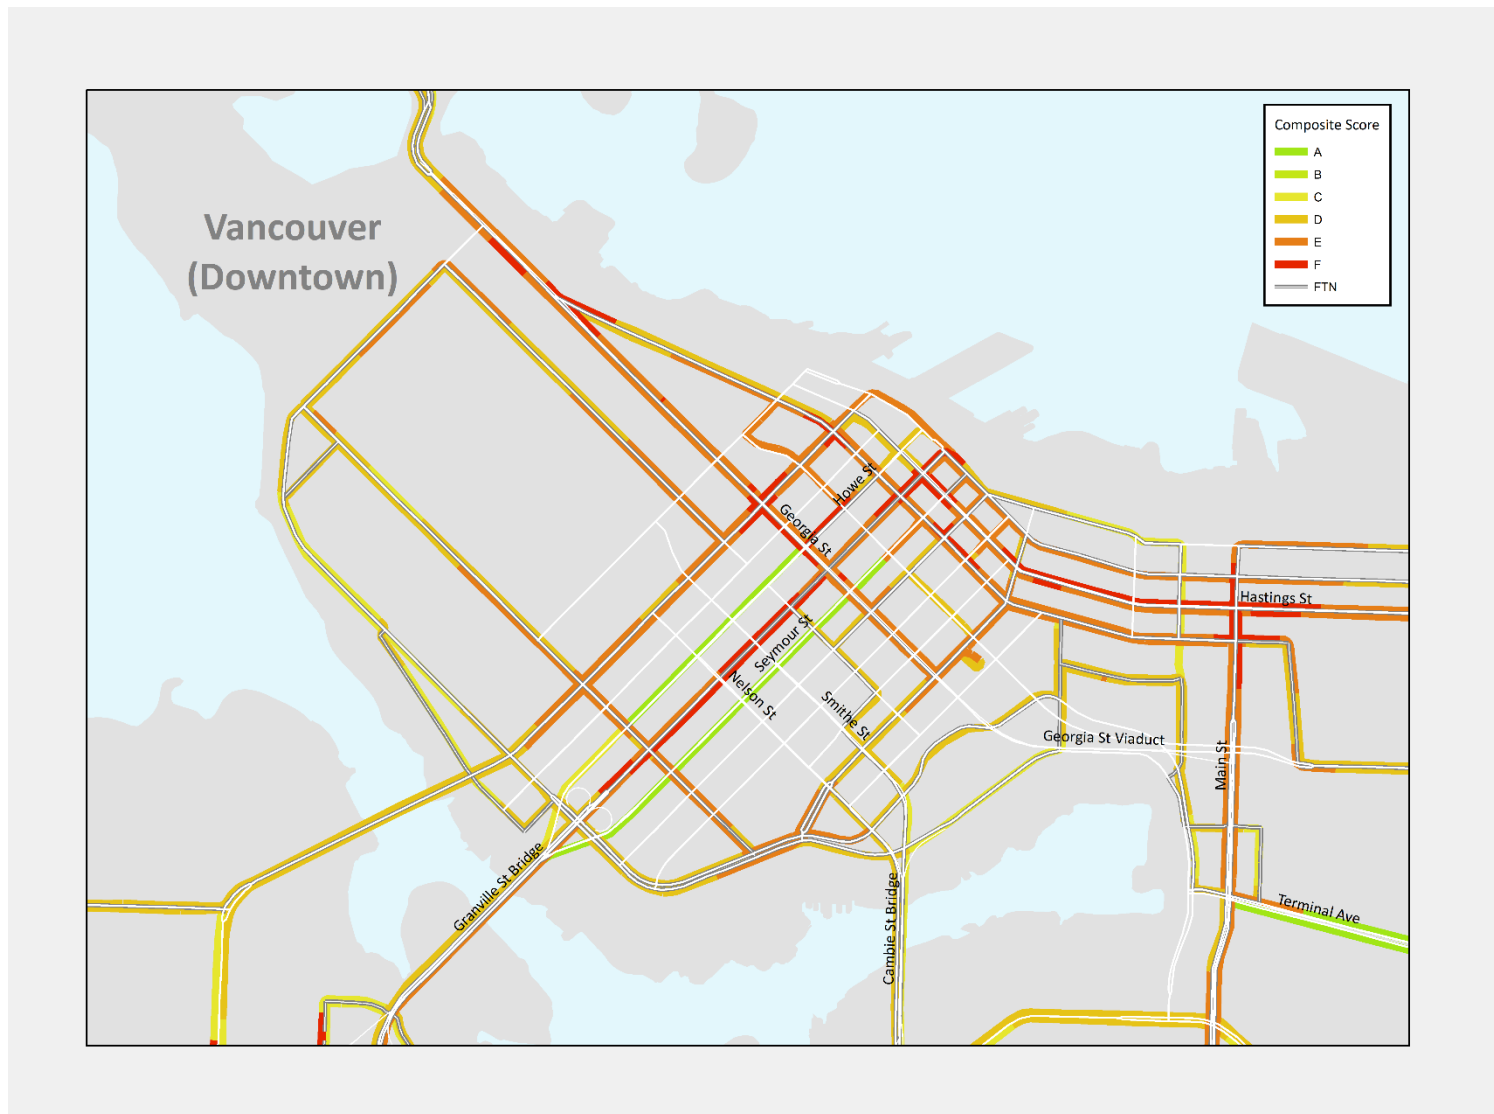 Composite Score
A
B
C
D
E
F
FTN
Vancouver
(Downtown)
Howe St
Georgia St
Hastings St
Seymour St
Nelson St
Smithe St
Georgia St Viaduct
Main St
Granville St Bridge
Cambie St Bridge
Terminal Ave